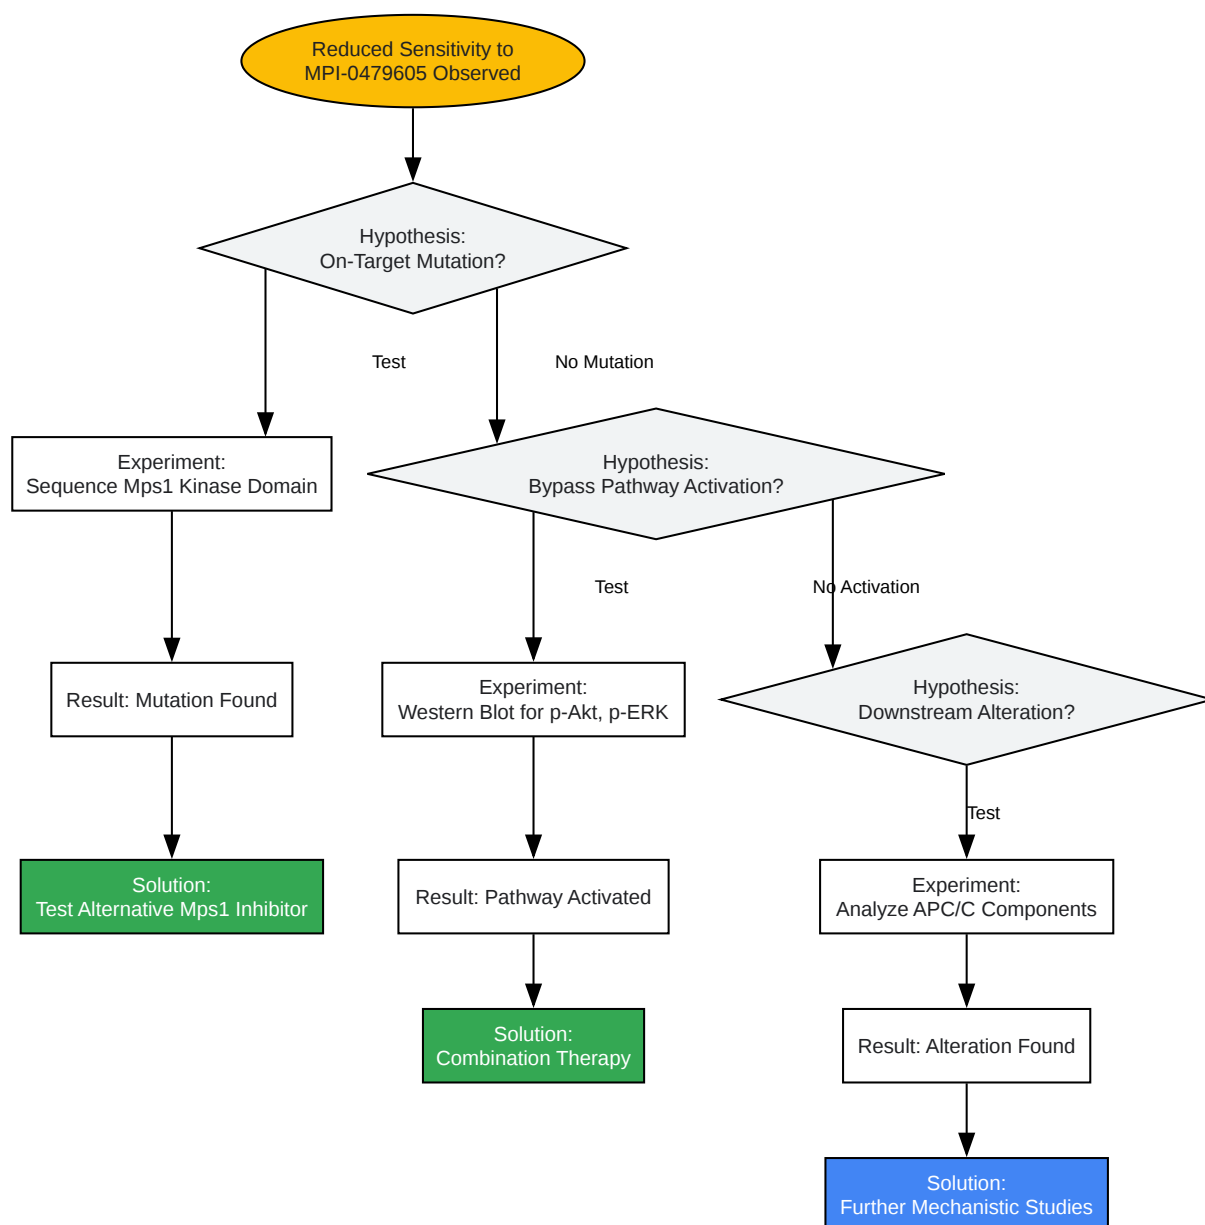 Reduced Sensitivity to
MPI-0479605 Observed
Hypothesis:
On-Target Mutation?
Test
No Mutation
Experiment:
Sequence Mps1 Kinase Domain
Hypothesis:
Bypass Pathway Activation?
Test
No Activation
Result: Mutation Found
Experiment:
Western Blot for p-Akt, p-ERK
Hypothesis:
Downstream Alteration?
Test
Solution:
Test Alternative Mps1 Inhibitor
Result: Pathway Activated
Experiment:
Analyze APC/C Components
Solution:
Combination Therapy
Result: Alteration Found
Solution:
Further Mechanistic Studies